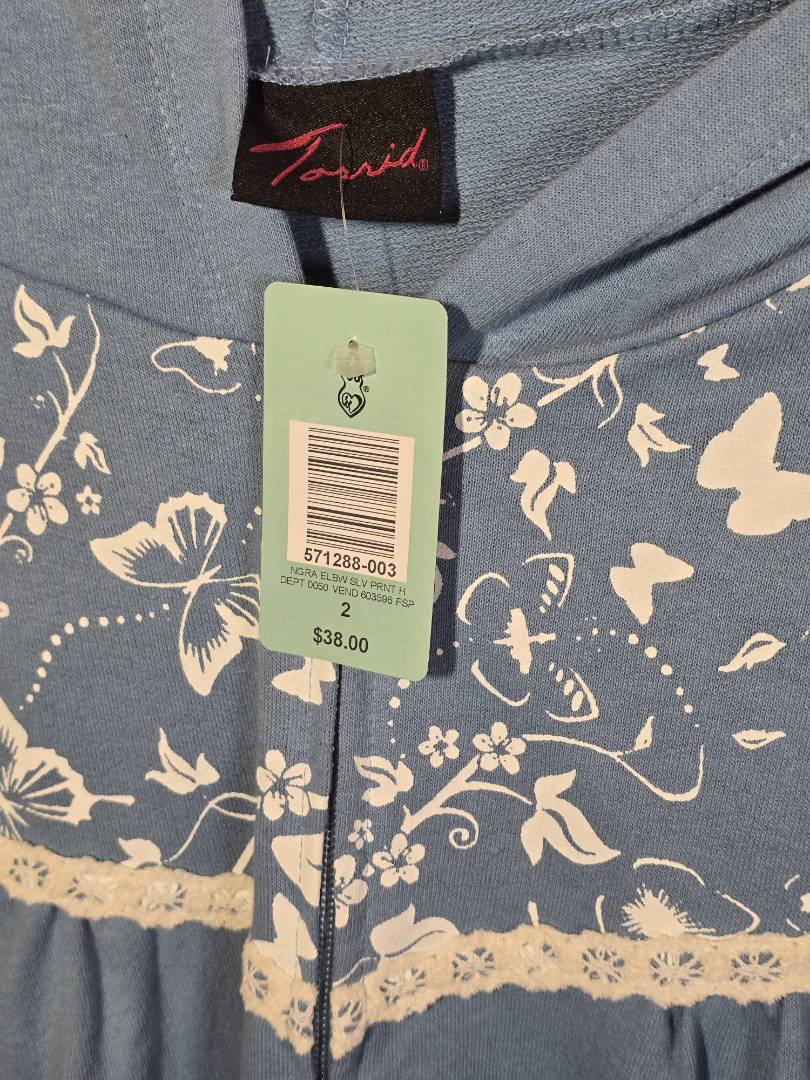 Torrid®
®
571288-003
NGRA ELBW SLV PRNT H
DEPT 0050 VEND 603596 FSP
2
$38.00